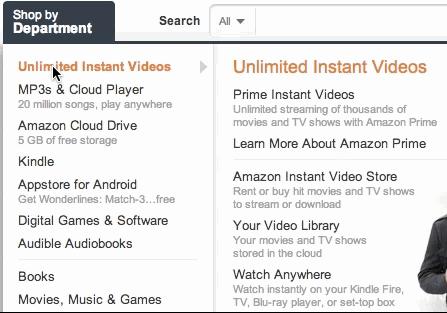 Shop by
Department
Search
All
Unlimited Instant Videos
MP3s & Cloud Player
20 million songs, play anywhere
Amazon Cloud Drive
5 GB of free storage
Kindle
Appstore for Android
Get Wonderlines: Match-3...free
Digital Games & Software
Audible Audiobooks
Books
Movies, Music & Games
Unlimited Instant Videos
Prime Instant Videos
Unlimited streaming of thousands of
movies and TV shows with Amazon Prime
Learn More About Amazon Prime
Amazon Instant Video Store
Rent or buy hit movies and TV shows
to stream or download
Your Video Library
Your movies and TV shows
stored in the cloud
Watch Anywhere
Watch instantly on your Kindle Fire,
TV, Blu-ray player, or set-top box